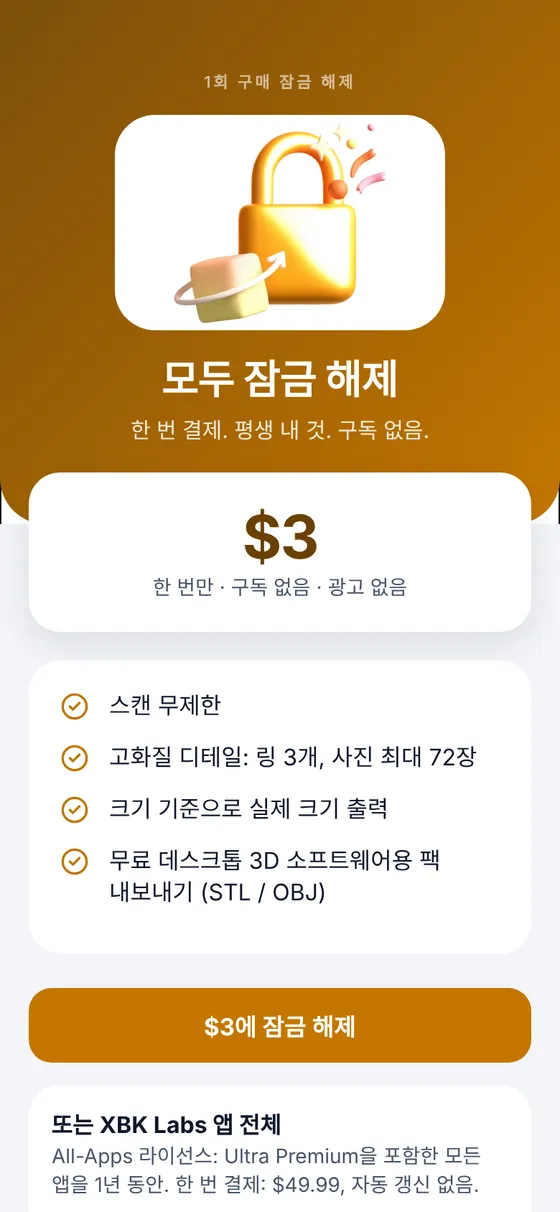 1회 구매 잠금 해제
모두 잠금 해제
한 번 결제. 평생 내 것. 구독 없음.
$3
한 번만 · 구독 없음 · 광고 없음
스캔 무제한
고화질 디테일: 링 3개, 사진 최대 72장
크기 기준으로 실제 크기 출력
무료 데스크톱 3D 소프트웨어용 팩
내보내기 (STL / OBJ)
$3에 잠금 해제
또는 XBK Labs 앱 전체
All-Apps 라이선스: Ultra Premium을 포함한 모든
앱을 1년 동안. 한 번 결제: $49.99, 자동 갱신 없음.